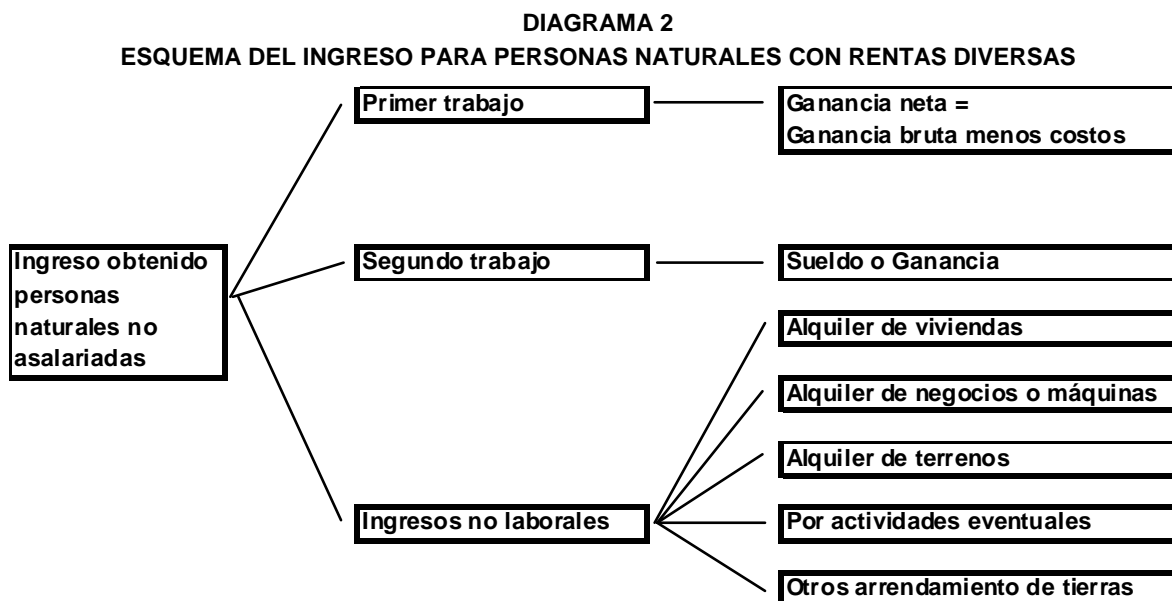 DIAGRAMA 2
ESQUEMA DEL INGRESO PARA PERSONAS NATURALES CON RENTAS DIVERSAS
Primer trabajo
Ganancia neta =
Ganancia bruta menos costos
Ingreso obtenido
personas
naturales no
asalariadas
Segundo trabajo
Sueldo o Ganancia
Alquiler de viviendas
Alquiler de negocios o máquinas
Alquiler de terrenos
Ingresos no laborales
Por actividades eventuales
Otros arrendamiento de tierras